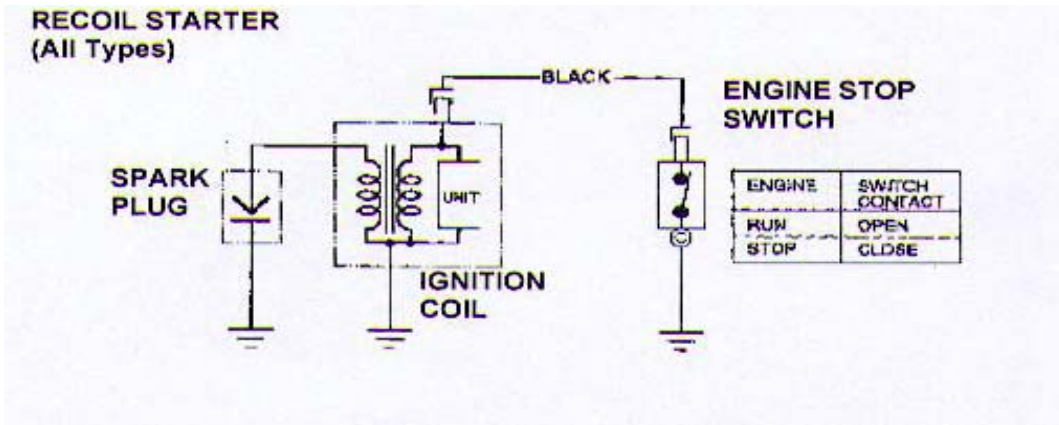 RECOIL STARTER
(All Types)
BLACK
ENGINE STOP
SWITCH
SPARK
PLUG
UNIT
IGNITION
COIL
ENGINE SWITCH CONTACT
RUN OPEN
STOP CLOSE